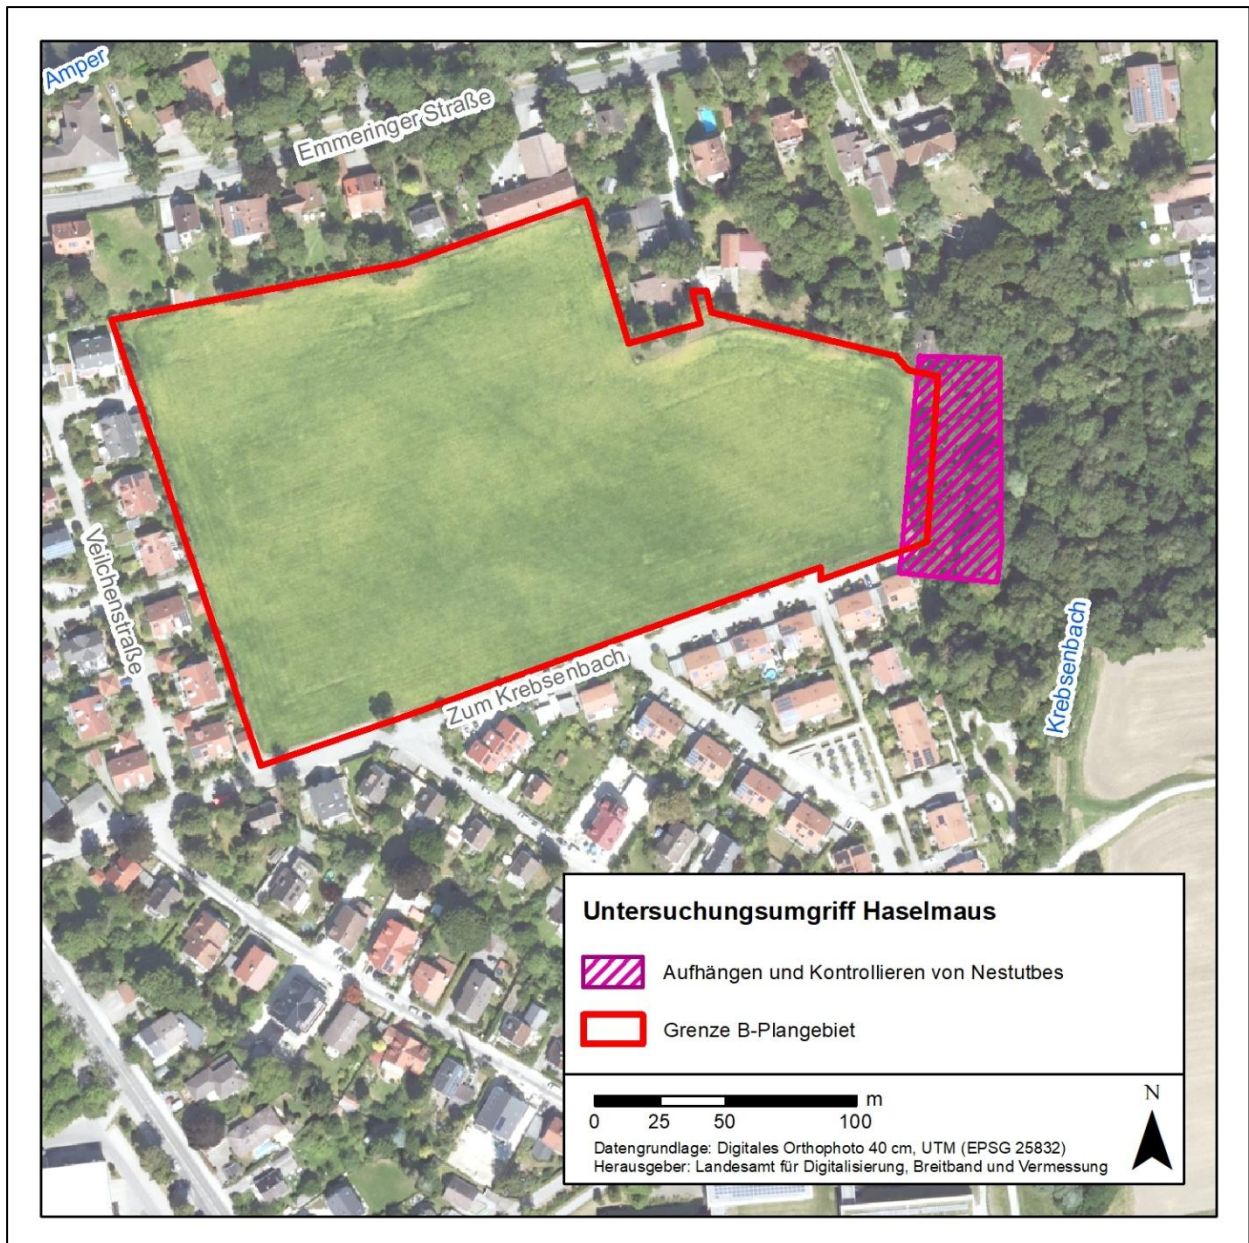 Amper
Emmeringer Straße
Veilchenstraße
Zum Krebsenbach
Krebsenbach
Untersuchungsumgriff Haselmaus
Aufhängen und Kontrollieren von Nestutbes
Grenze B-Plangebiet
m
0 25 50 100
N
Datengrundlage: Digitales Orthophoto 40 cm, UTM (EPSG 25832)
Herausgeber: Landesamt für Digitalisierung, Breitband und Vermessung